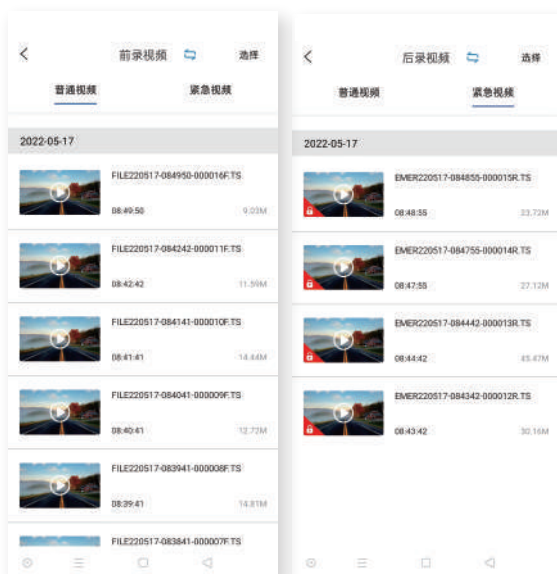 前录视频 选择
普通视频 紧急视频
2022-05-17
FILE220517-084950-000016F.TS
08:49:50 9.03M
FILE220517-084242-000011F.TS
08:42:42 11.59M
FILE220517-084141-000010F.TS
08:41:41 14.44M
FILE220517-084041-000009F.TS
08:40:41 12.72M
FILE220517-083941-000008F.TS
08:39:41 14.81M
FILE220517-083841-000007F.TS
后录视频 选择
普通视频 紧急视频
2022-05-17
EMER220517-084855-000015R.TS
08:48:55 23.72M
EMER220517-084755-000014R.TS
08:47:55 27.12M
EMER220517-084442-000013R.TS
08:44:42 45.47M
EMER220517-084342-000012R.TS
08:43:42 30.16M